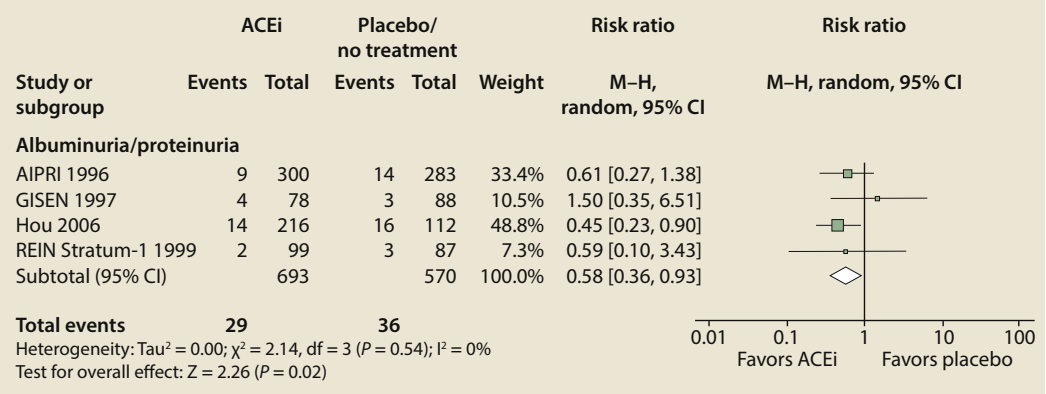 ACEi Placebo/ Risk ratio Risk ratio
no treatment
Study or Events Total Events Total Weight M–H, M–H, random, 95% CI
subgroup random, 95% CI
Albuminuria/proteinuria
AIPRI 1996 9 300 14 283 33.4% 0.61 [0.27, 1.38]
GISEN 1997 4 78 3 88 10.5% 1.50 [0.35, 6.51]
Hou 2006 14 216 16 112 48.8% 0.45 [0.23, 0.90]
REIN Stratum-1 1999 2 99 3 87 7.3% 0.59 [0.10, 3.43]
Subtotal (95% CI) 693 570 100.0% 0.58 [0.36, 0.93]
Total events 29 36
Heterogeneity: Tau² = 0.00; χ² = 2.14, df = 3 (P = 0.54); I² = 0%
Test for overall effect: Z = 2.26 (P = 0.02)
0.01 0.1 1 10 100
Favors ACEi Favors placebo